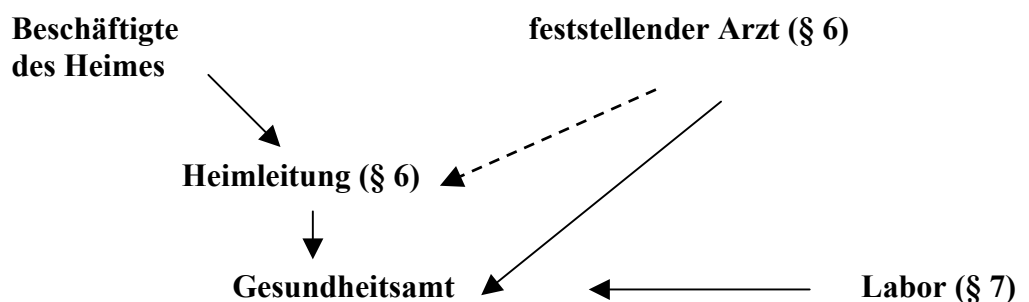 Beschäftigte
des Heimes
feststellender Arzt (§ 6)
Heimleitung (§ 6)
Gesundheitsamt
Labor (§ 7)